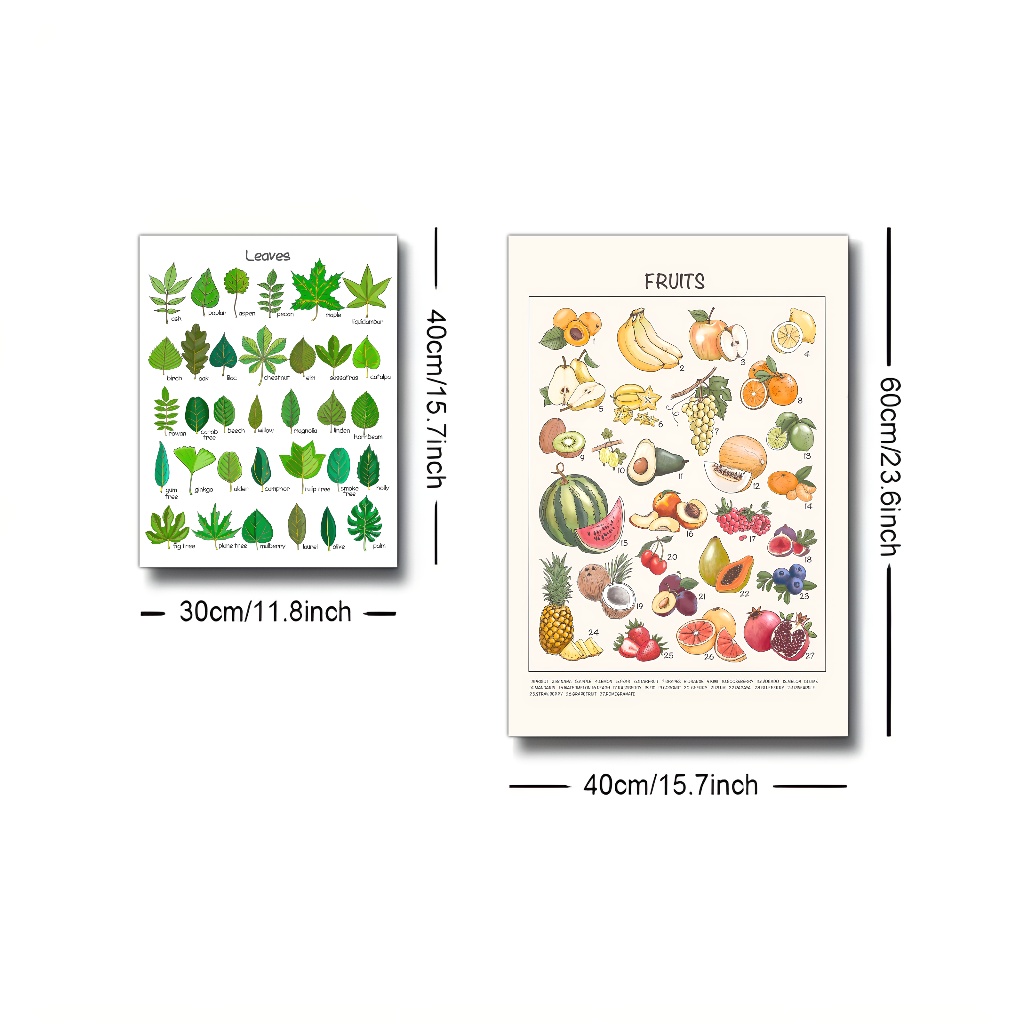 Leaves
ash poplar aspen pecan maple liquidambar
birch oak lilac chestnut elm sassafras catalpa
rowan carob tree beech willow magnolia linden hornbeam
gum tree ginkgo alder camphor tulip tree smoke tree holly
fig tree plane tree mulberry laurel olive palm
40cm/15.7inch
30cm/11.8inch
FRUITS
2 3 4
5 6 7 8
9 10 11 12 13
14
15 16 17 18
19 20 21 22 23
24 25 26 27
60cm/23.6inch
40cm/15.7inch